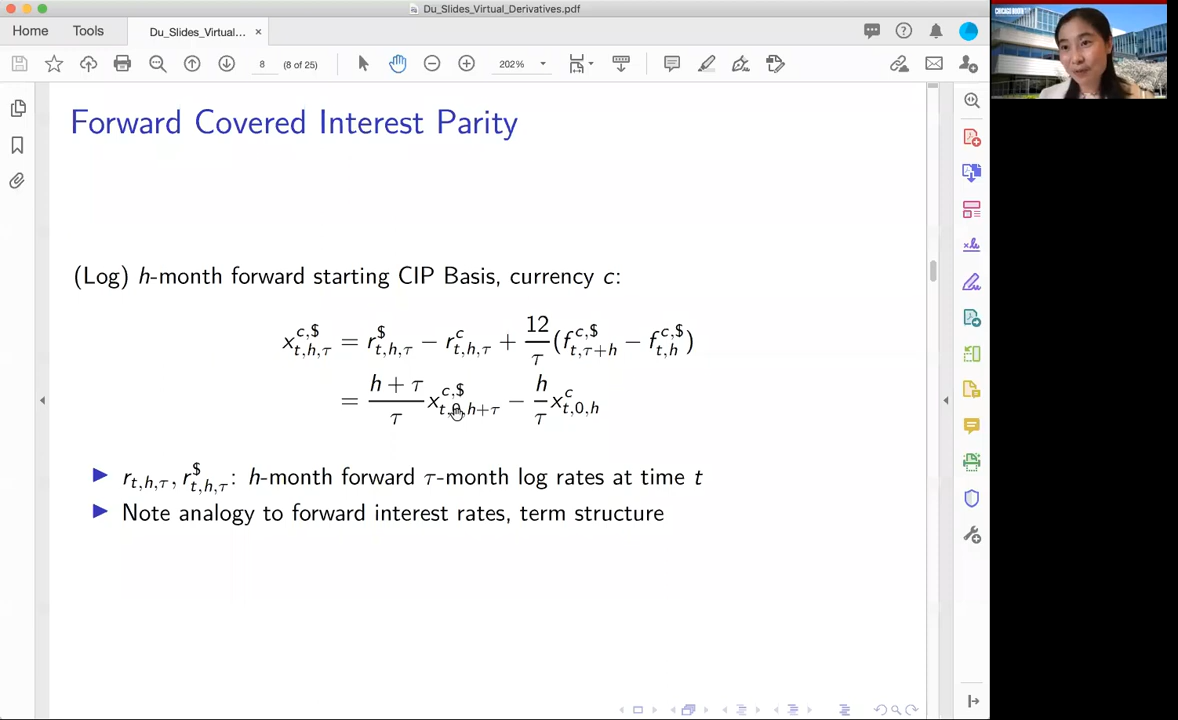 Du_Slides_Virtual_Derivatives.pdf
Home Tools Du_Slides_Virtual... ×
8 (8 of 25) 202%
CHICAGO BOOTH
Forward Covered Interest Parity
(Log) h-month forward starting CIP Basis, currency c:
x^{c,$}_{t,h,τ} = r^{$}_{t,h,τ} − r^{c}_{t,h,τ} + 12/τ (f^{c,$}_{t,τ+h} − f^{c,$}_{t,h})
= (h + τ)/τ x^{c,$}_{t,0,h+τ} − h/τ x^{c}_{t,0,h}
▶ r_{t,h,τ}, r^{$}_{t,h,τ}: h-month forward τ-month log rates at time t
▶ Note analogy to forward interest rates, term structure